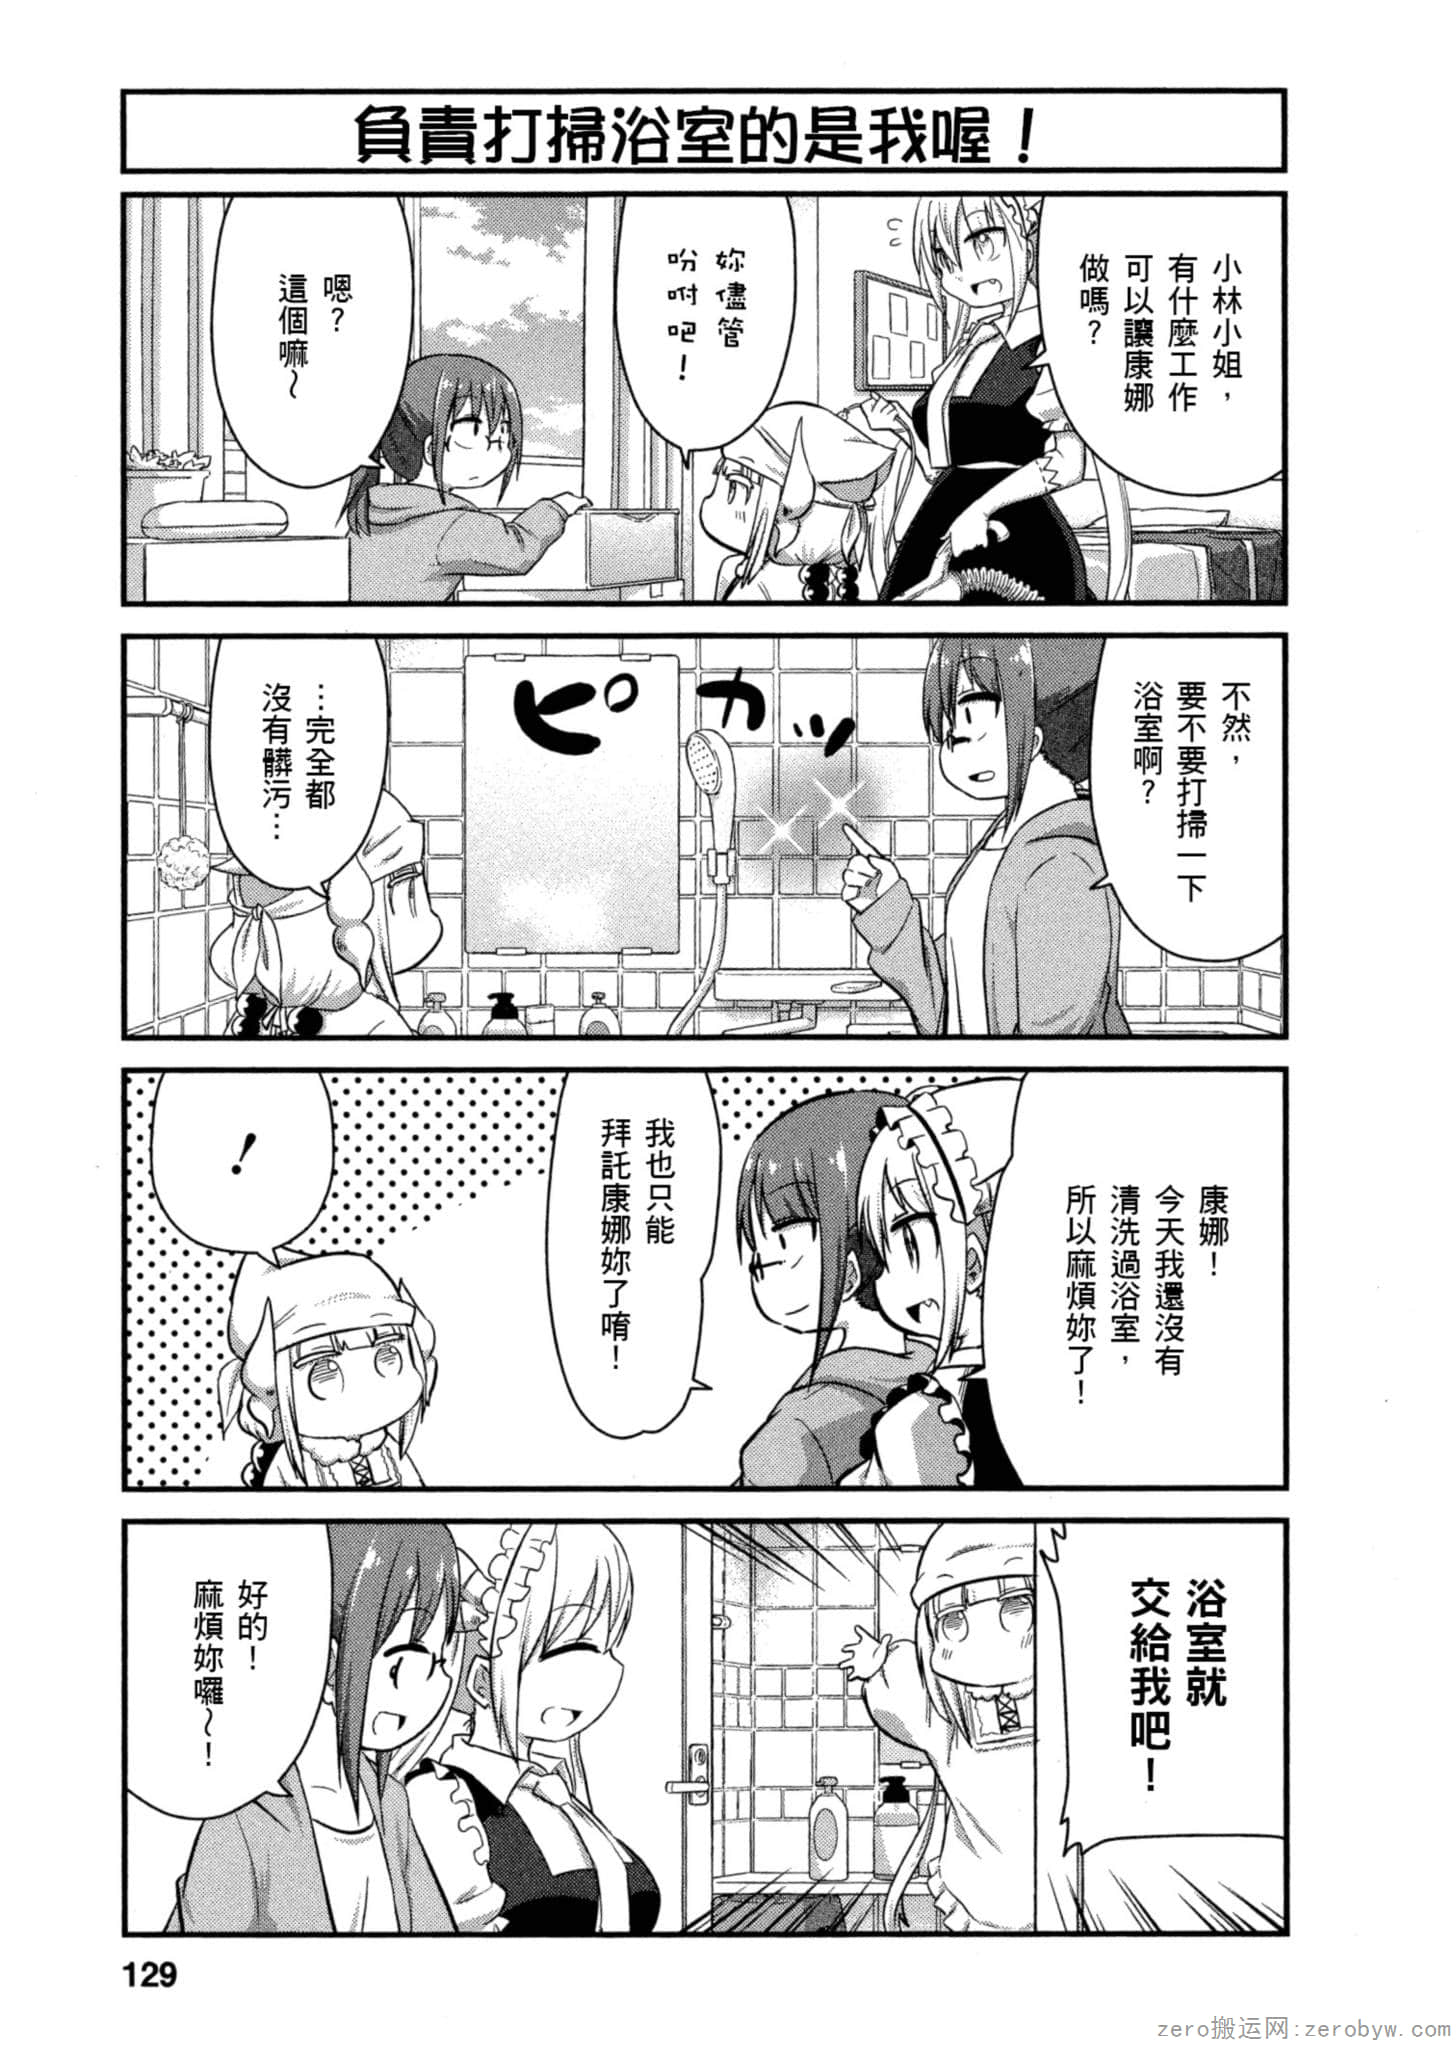 負責打掃浴室的是我喔！
小林小姐，
有什麼工作
可以讓康娜
做嗎？
妳儘管
吩咐吧！
嗯？
這個嘛～
不然，
要不要打掃一下
浴室啊？
ピカッ
…完全都
沒有髒污…
康娜！
今天我還沒有
清洗過浴室，
所以麻煩妳了！
我也只能
拜託康娜妳了唷！
！
浴室就
交給我吧！
好的！
麻煩妳囉～！
129
zero搬运网:zerobyw.com